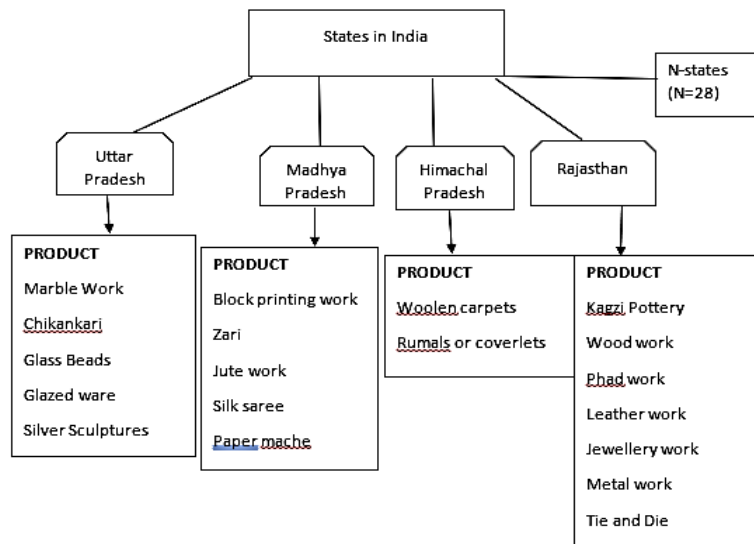 States in India
N-states
(N=28)
Uttar
Pradesh
Madhya
Pradesh
Himachal
Pradesh
Rajasthan
PRODUCT
Marble Work
Chikankari
Glass Beads
Glazed ware
Silver Sculptures
PRODUCT
Block printing work
Zari
Jute work
Silk saree
Paper mache
PRODUCT
Woolen carpets
Rumals or coverlets
PRODUCT
Kagzi Pottery
Wood work
Phad work
Leather work
Jewellery work
Metal work
Tie and Die